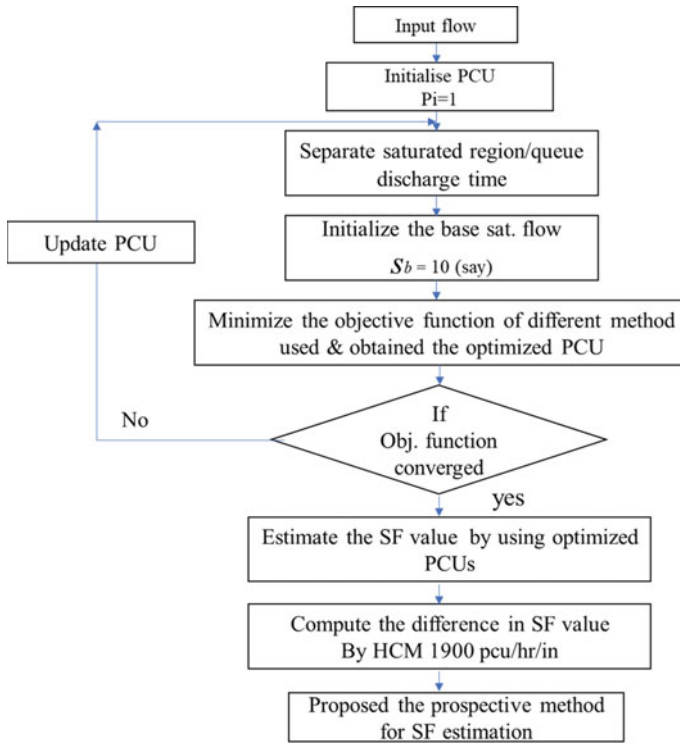 Input flow
Initialise PCU
Pi=1
Separate saturated region/queue
discharge time
Initialize the base sat. flow
Sb = 10 (say)
Update PCU
Minimize the objective function of different method
used & obtained the optimized PCU
No
If
Obj. function
converged
yes
Estimate the SF value by using optimized
PCUs
Compute the difference in SF value
By HCM 1900 pcu/hr/in
Proposed the prospective method
for SF estimation